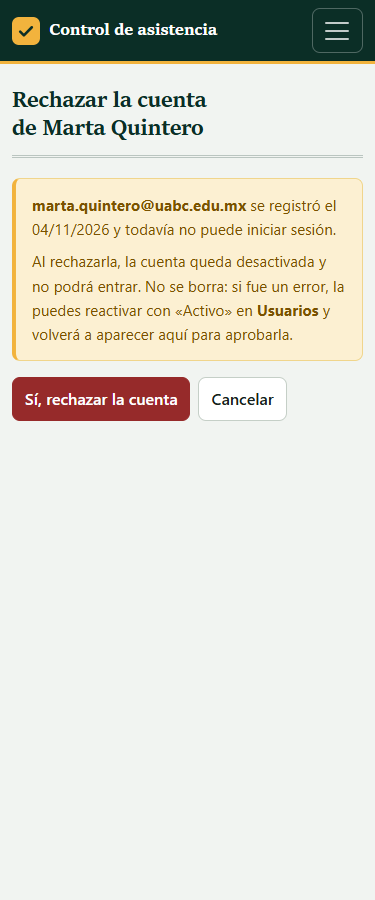 Control de asistencia
Rechazar la cuenta
de Marta Quintero
marta.quintero@uabc.edu.mx se registró el
04/11/2026 y todavía no puede iniciar sesión.
Al rechazarla, la cuenta queda desactivada y
no podrá entrar. No se borra: si fue un error, la
puedes reactivar con «Activo» en Usuarios y
volverá a aparecer aquí para aprobarla.
Sí, rechazar la cuenta
Cancelar